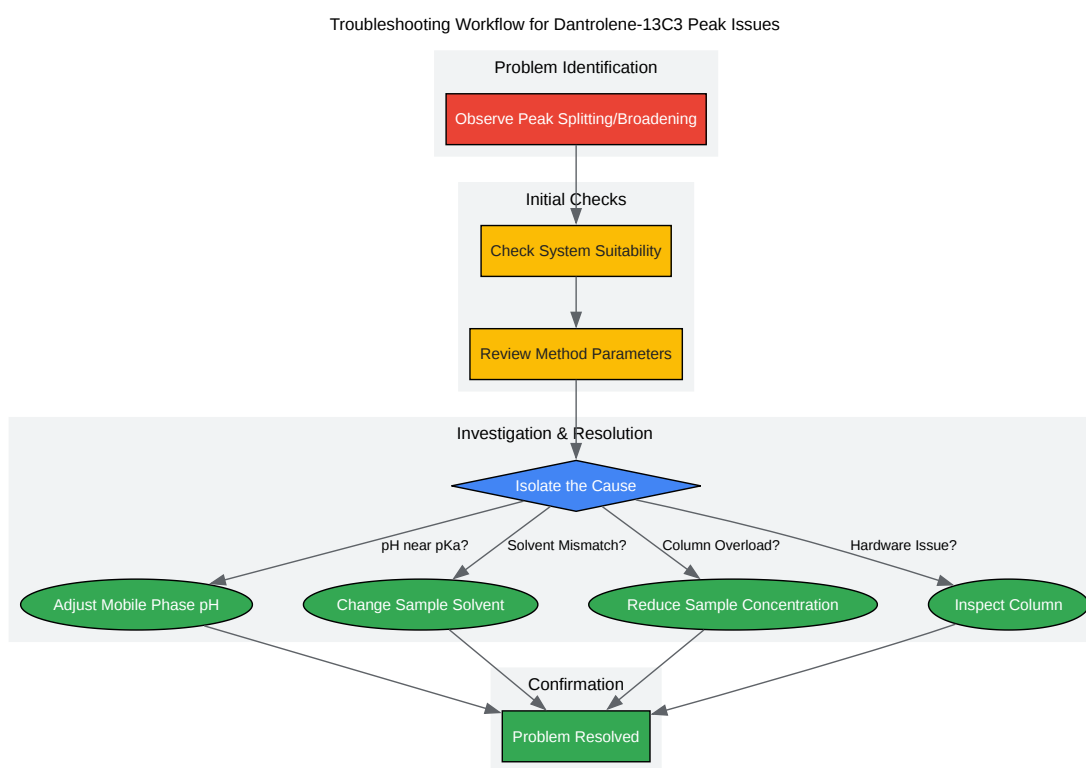 Troubleshooting Workflow for Dantrolene-13C3 Peak Issues
Problem Identification
Observe Peak Splitting/Broadening
Initial Checks
Check System Suitability
Review Method Parameters
Investigation & Resolution
Isolate the Cause
pH near pKa?
Solvent Mismatch?
Column Overload?
Hardware Issue?
Adjust Mobile Phase pH
Change Sample Solvent
Reduce Sample Concentration
Inspect Column
Confirmation
Problem Resolved